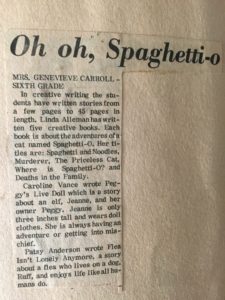 Oh oh, Spaghetti-o
MRS. GENEVIEVE CARROLL -
SIXTH GRADE
In creative writing the stu-
dents have written stories from
a few pages to 45 pages in
length. Linda Alleman has writ-
ten five creative books. Each
book is about the adventures of a
cat named Spaghetti-O. Her ti-
tles are: Spaghetti and Noodles,
Murderer, The Priceless Cat,
Where is Spaghetti-O? and
Deaths in the Family.
Caroline Vance wrote Peg-
gy's Live Doll which is a story
about an elf, Jeanne, and her
owner Peggy. Jeanne is only
three inches tall and wears doll
clothes. She is always having an
adventure or getting into mis-
chief.
Patsy Anderson wrote Flea
Isn't Lonely Anymore, a story
about a flea who lives on a dog,
Ruff, and enjoys life like all hu-
mans do.